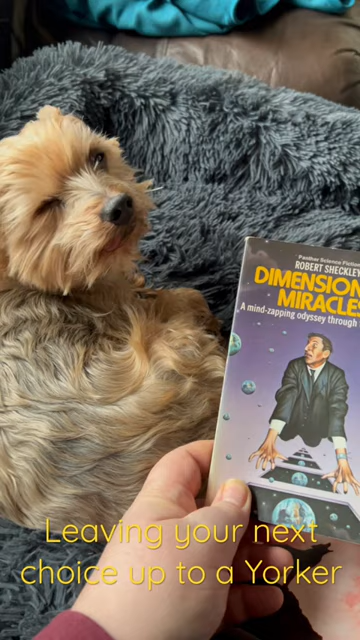 Panther Science Fiction
ROBERT SHECKLEY
DIMENSION
MIRACLES
A mind-zapping odyssey through
Leaving your next
choice up to a Yorker